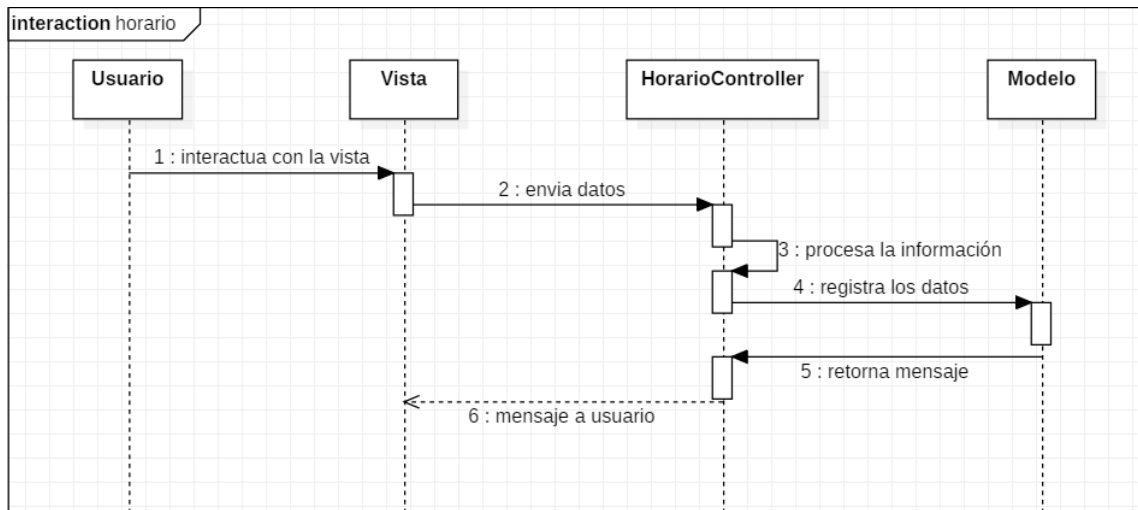 interaction horario
Usuario
Vista
HorarioController
Modelo
1 : interactua con la vista
2 : envia datos
3 : procesa la información
4 : registra los datos
5 : retorna mensaje
6 : mensaje a usuario